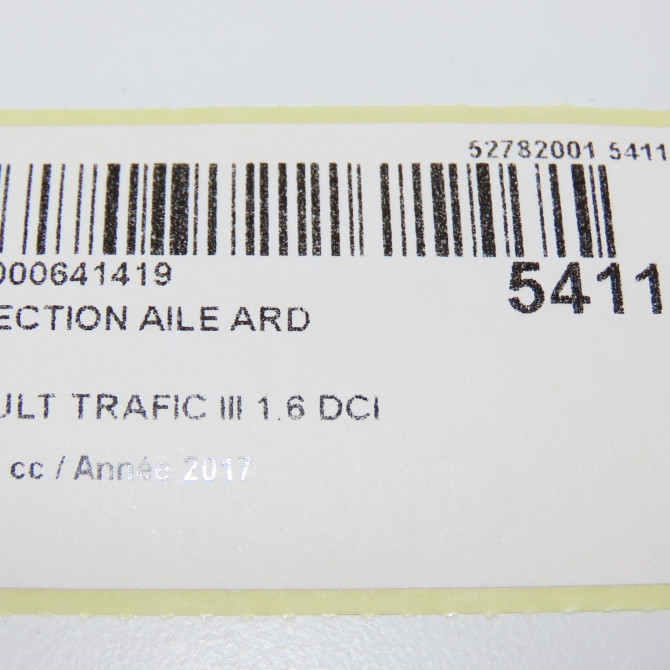 52782001 5411
000641419
5411
ECTION AILE ARD
ULT TRAFIC III 1.6 DCI
cc / Année 2017